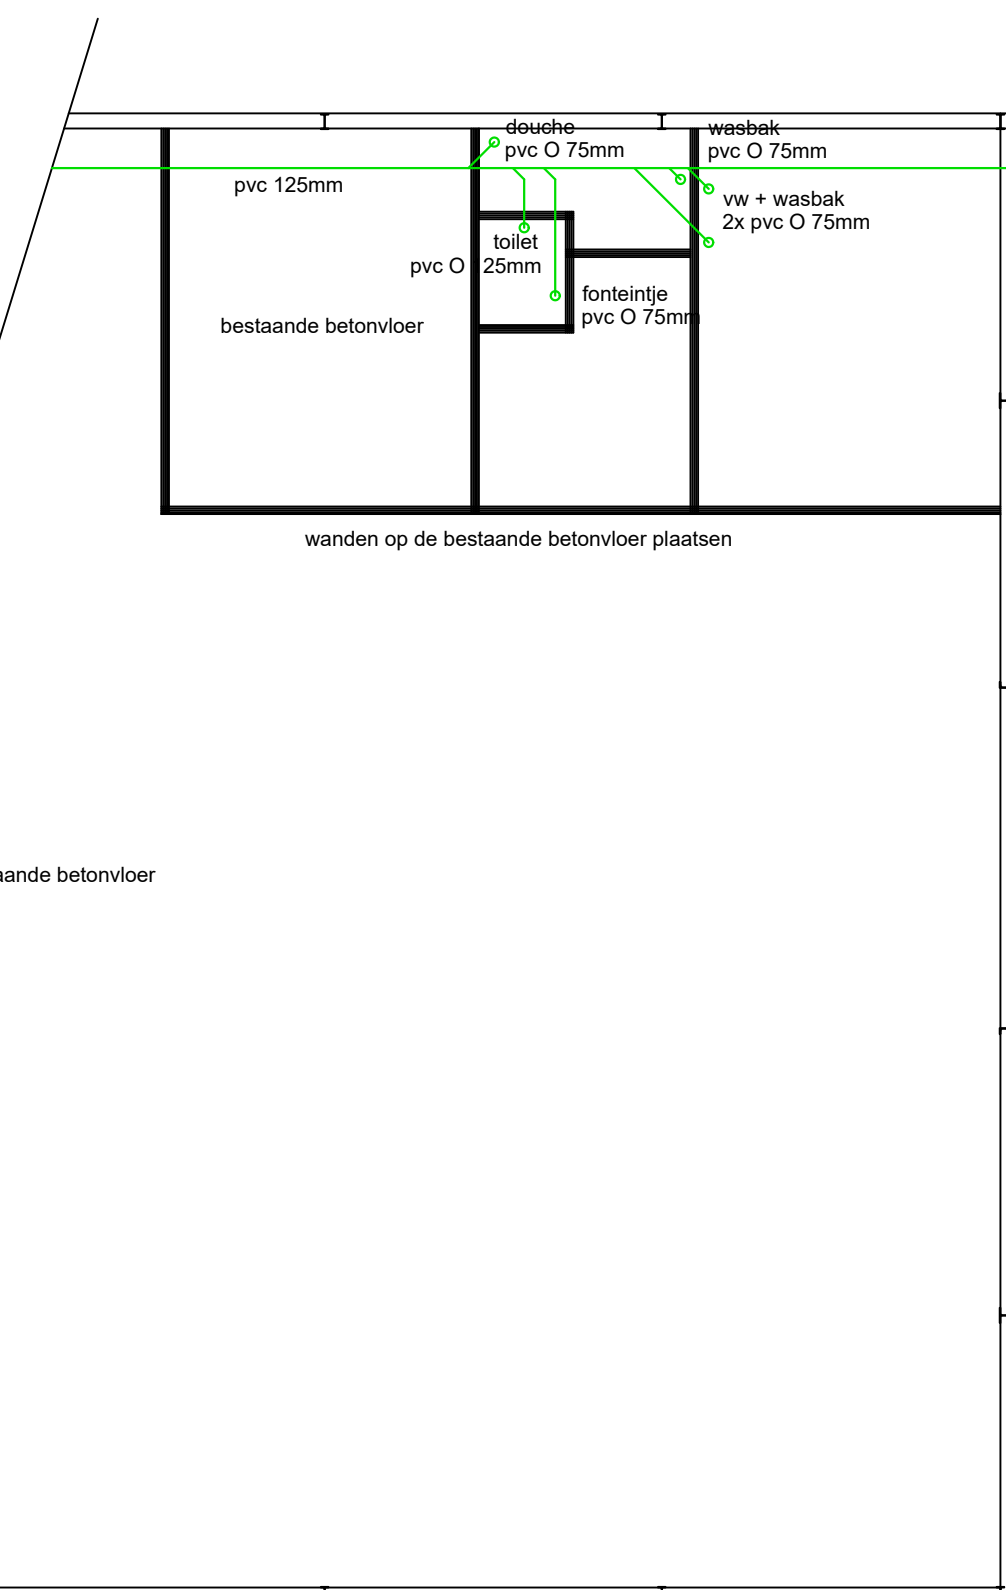 douche
pvc O 75mm
wasbak
pvc O 75mm
pvc 125mm
vw + wasbak
2x pvc O 75mm
toilet
pvc O 25mm
fonteintje
pvc O 75mm
bestaande betonvloer
wanden op de bestaande betonvloer plaatsen
aande betonvloer